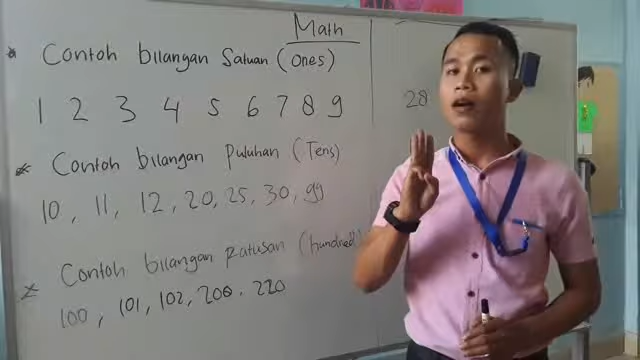 Math
* Contoh bilangan Satuan (Ones)
1 2 3 4 5 6 7 8 9
28
* Contoh bilangan Puluhan (Tens)
10, 11, 12, 20, 25, 30, 99
* Contoh bilangan Ratusan (hundred)
100, 101, 102, 200, 220